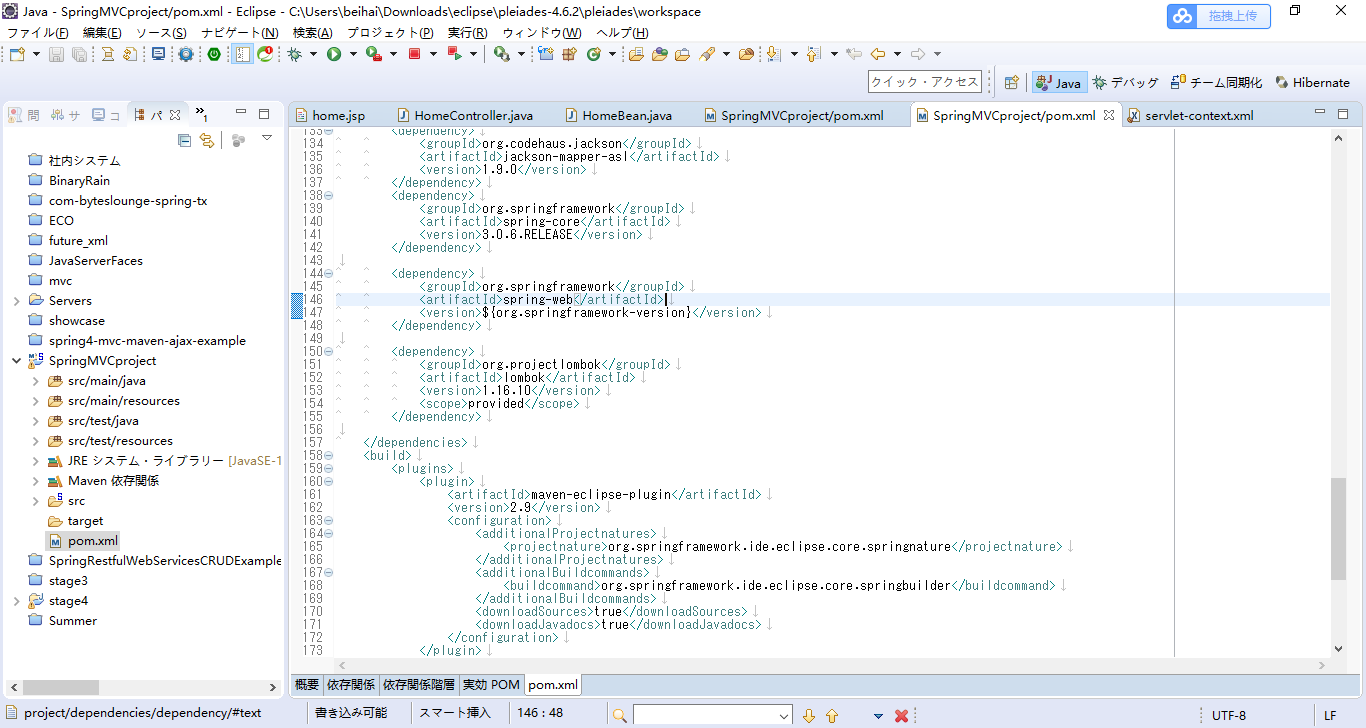 Java - SpringMVCproject/pom.xml - Eclipse - C:\Users\beihai\Downloads\eclipse\pleiades-4.6.2\pleiades\workspace
拖拽上传
ファイル(F) 編集(E) ソース(S) ナビゲート(N) 検索(A) プロジェクト(P) 実行(R) ウィンドウ(W) ヘルプ(H)
クイック・アクセス
Java デバッグ チーム同期化 Hibernate
問 サ コ パ »1
home.jsp HomeController.java HomeBean.java SpringMVCproject/pom.xml SpringMVCproject/pom.xml servlet-context.xml
社内システム
BinaryRain
com-byteslounge-spring-tx
ECO
future_xml
JavaServerFaces
mvc
Servers
showcase
spring4-mvc-maven-ajax-example
SpringMVCproject
src/main/java
src/main/resources
src/test/java
src/test/resources
JRE システム・ライブラリー [JavaSE-1
Maven 依存関係
src
target
pom.xml
SpringRestfulWebServicesCRUDExample
stage3
stage4
Summer
133 <dependency>
134 <groupId>org.codehaus.jackson</groupId>
135 <artifactId>jackson-mapper-asl</artifactId>
136 <version>1.9.0</version>
137 </dependency>
138 <dependency>
139 <groupId>org.springframework</groupId>
140 <artifactId>spring-core</artifactId>
141 <version>3.0.6.RELEASE</version>
142 </dependency>
143
144 <dependency>
145 <groupId>org.springframework</groupId>
146 <artifactId>spring-web</artifactId>
147 <version>${org.springframework-version}</version>
148 </dependency>
149
150 <dependency>
151 <groupId>org.projectlombok</groupId>
152 <artifactId>lombok</artifactId>
153 <version>1.16.10</version>
154 <scope>provided</scope>
155 </dependency>
156
157 </dependencies>
158 <build>
159 <plugins>
160 <plugin>
161 <artifactId>maven-eclipse-plugin</artifactId>
162 <version>2.9</version>
163 <configuration>
164 <additionalProjectnatures>
165 <projectnature>org.springframework.ide.eclipse.core.springnature</projectnature>
166 </additionalProjectnatures>
167 <additionalBuildcommands>
168 <buildcommand>org.springframework.ide.eclipse.core.springbuilder</buildcommand>
169 </additionalBuildcommands>
170 <downloadSources>true</downloadSources>
171 <downloadJavadocs>true</downloadJavadocs>
172 </configuration>
173 </plugin>
概要 依存関係 依存関係階層 実効 POM pom.xml
project/dependencies/dependency/#text 書き込み可能 スマート挿入 146 : 48 UTF-8 LF